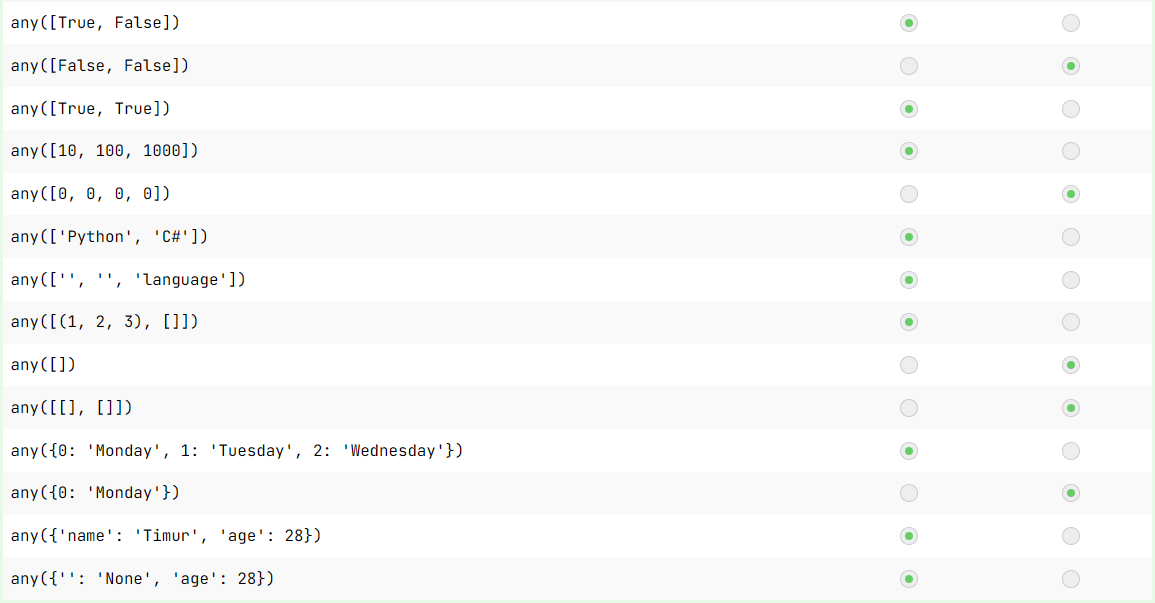 any([True, False])
any([False, False])
any([True, True])
any([10, 100, 1000])
any([0, 0, 0, 0])
any(['Python', 'C#'])
any(['', '', 'language'])
any([(1, 2, 3), []])
any([])
any([[], []])
any({0: 'Monday', 1: 'Tuesday', 2: 'Wednesday'})
any({0: 'Monday'})
any({'name': 'Timur', 'age': 28})
any({'': 'None', 'age': 28})